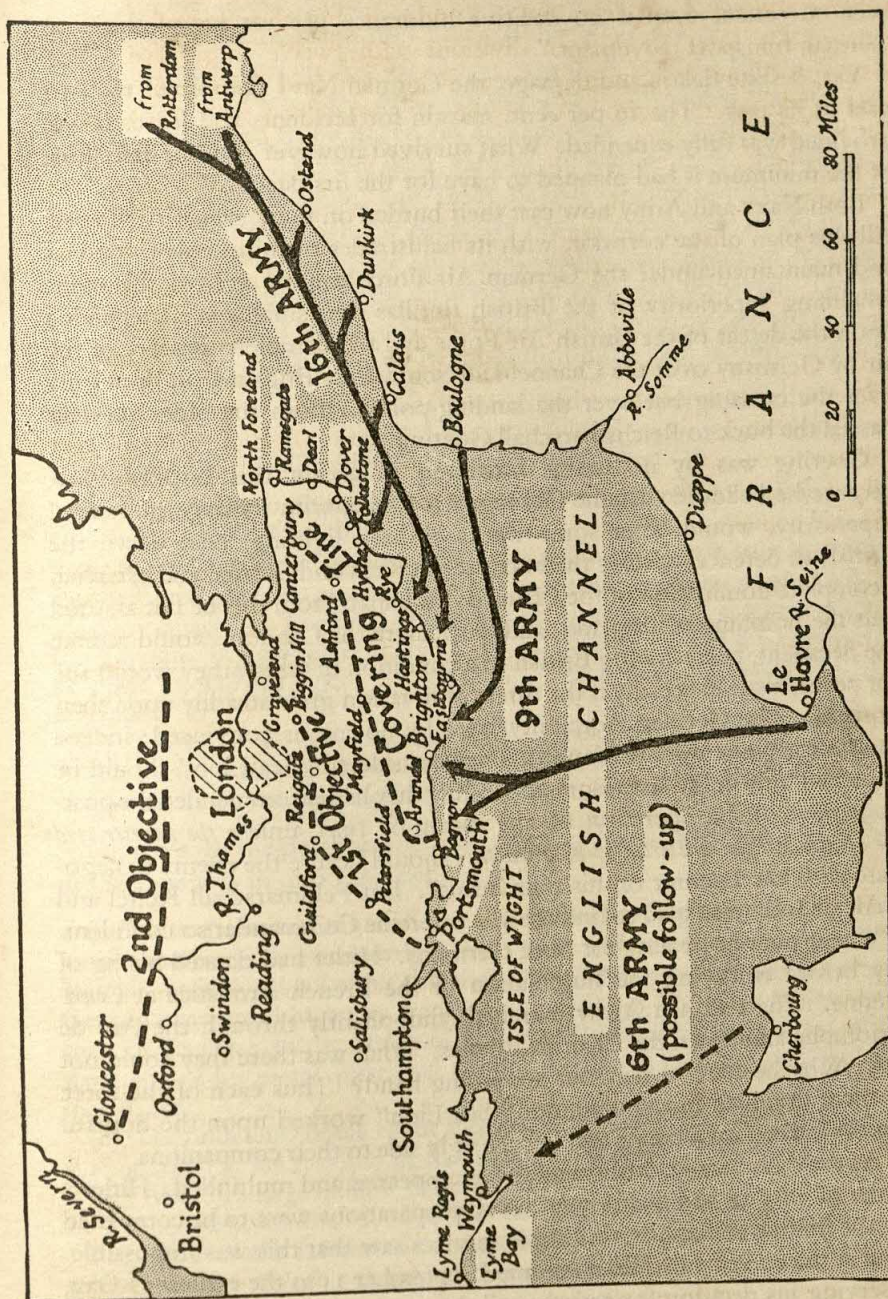 R. Severn
Gloucester
2nd Objective
Oxford
Swindon
Bristol
Reading
R. Thames
London
Gravesend
North Foreland
Ramsgate
Deal
Canterbury
Biggin Hill
Reigate
Guildford
1st Objective
Salisbury
Petersfield
Mayfield
Ashford
Dover
Folkestone
Hythe
Rye
Covering Line
Southampton
Portsmouth
Arundel
Bognor
Brighton
Hastings
Eastbourne
Lyme Regis
Weymouth
Lyme
Bay
ISLE OF WIGHT
from
Rotterdam
from
Antwerp
16th ARMY
Ostend
Dunkirk
Calais
Boulogne
9th ARMY
ENGLISH CHANNEL
6th ARMY
(possible follow-up)
Cherbourg
Le
Havre
R. Seine
Dieppe
Abbeville
R. Somme
FRANCE
0 20 40 60 80 Miles